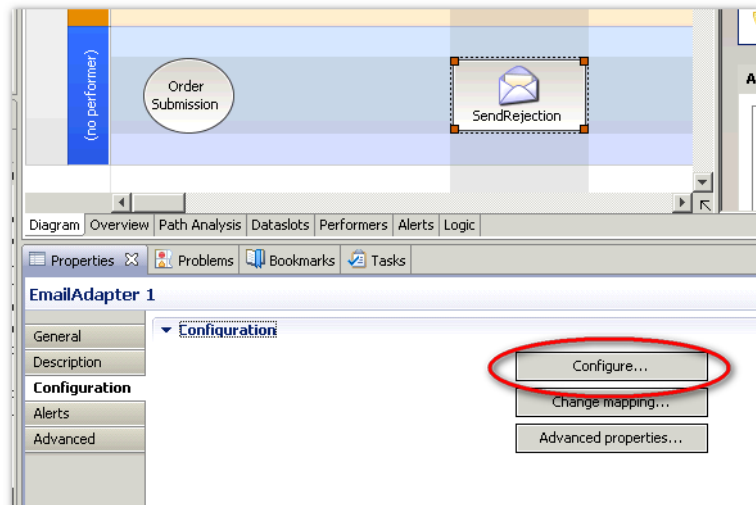 (no performer)
Order
Submission
SendRejection
A
Diagram Overview Path Analysis Dataslots Performers Alerts Logic
Properties Problems Bookmarks Tasks
EmailAdapter 1
General
Configuration
Description
Configure...
Configuration
Change mapping...
Alerts
Advanced
Advanced properties...